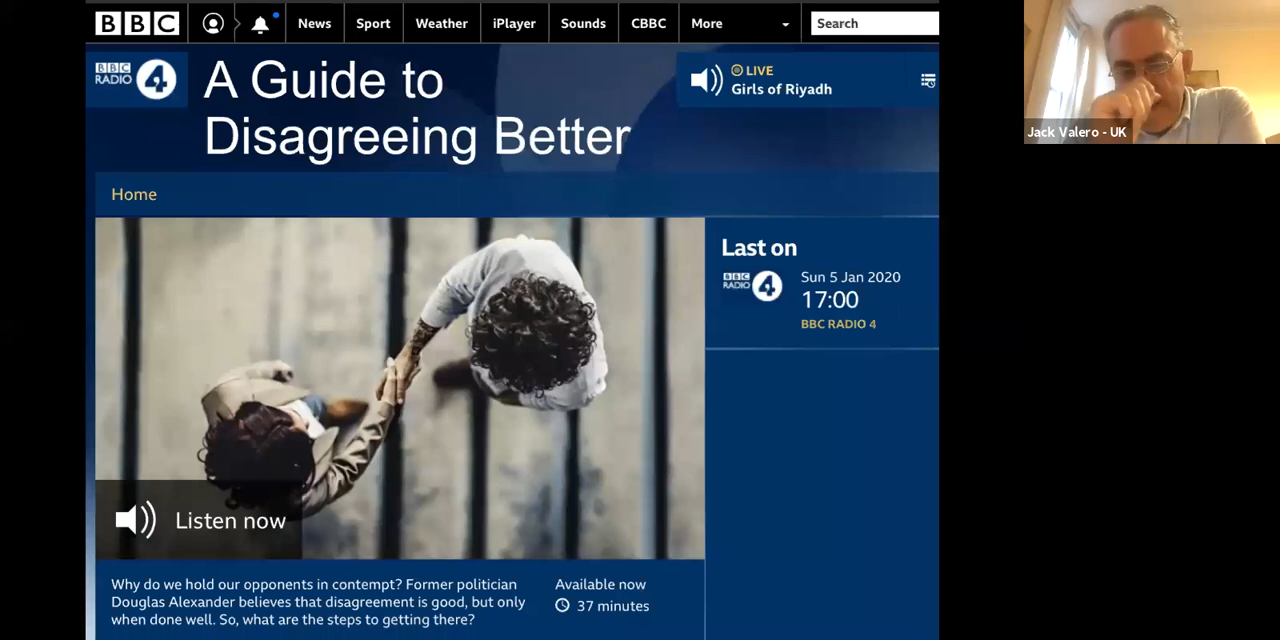 BBC
News
Sport
Weather
iPlayer
Sounds
CBBC
More
Search
BBC
RADIO
4
A Guide to
Disagreeing Better
LIVE
Girls of Riyadh
Jack Valero - UK
Home
Listen now
Last on
BBC
RADIO
4
Sun 5 Jan 2020
17:00
BBC RADIO 4
Why do we hold our opponents in contempt? Former politician
Douglas Alexander believes that disagreement is good, but only
when done well. So, what are the steps to getting there?
Available now
37 minutes